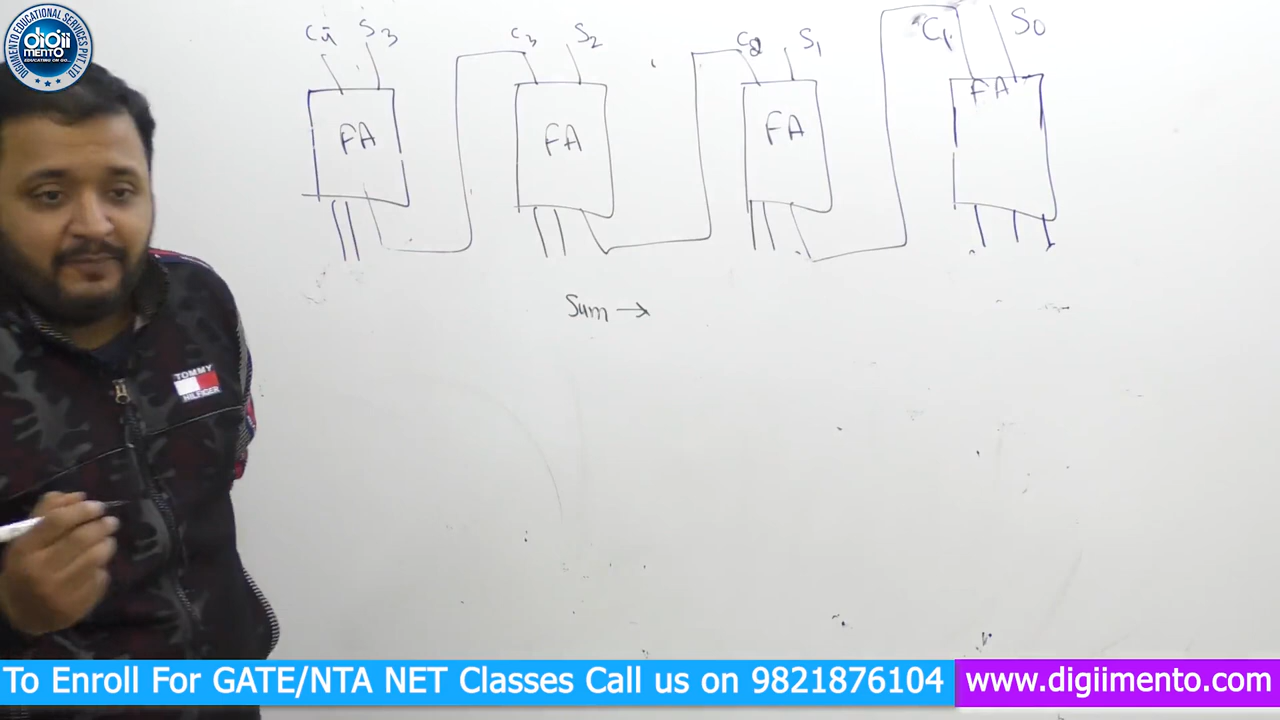 DIGIIMENTO EDUCATIONAL SERVICES PVT. LTD
digii
MENTO
EDUCATING ON GO...
C4 S3 C3 S2 C2 S1 C1 S0
FA FA FA FA
Sum →
TOMMY
HILFIGER
To Enroll For GATE/NTA NET Classes Call us on 9821876104
www.digiimento.com